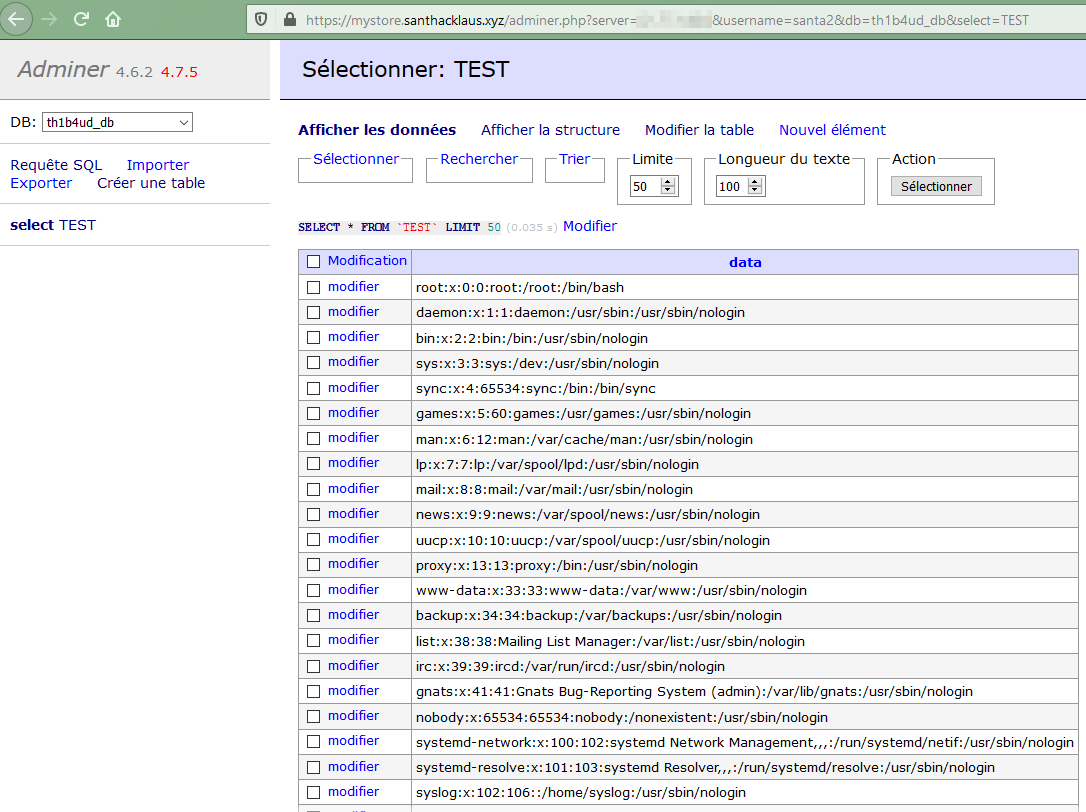 https://mystore.santhacklaus.xyz/adminer.php?server= &username=santa2&db=th1b4ud_db&select=TEST
Adminer 4.6.2 4.7.5
DB: th1b4ud_db
Requête SQL Importer
Exporter Créer une table
select TEST
Sélectionner: TEST
Afficher les données Afficher la structure Modifier la table Nouvel élément
Sélectionner Rechercher Trier Limite Longueur du texte Action
50 100 Sélectionner
SELECT * FROM `TEST` LIMIT 50 (0.035 s) Modifier
Modification data
modifier root:x:0:0:root:/root:/bin/bash
modifier daemon:x:1:1:daemon:/usr/sbin:/usr/sbin/nologin
modifier bin:x:2:2:bin:/bin:/usr/sbin/nologin
modifier sys:x:3:3:sys:/dev:/usr/sbin/nologin
modifier sync:x:4:65534:sync:/bin:/bin/sync
modifier games:x:5:60:games:/usr/games:/usr/sbin/nologin
modifier man:x:6:12:man:/var/cache/man:/usr/sbin/nologin
modifier lp:x:7:7:lp:/var/spool/lpd:/usr/sbin/nologin
modifier mail:x:8:8:mail:/var/mail:/usr/sbin/nologin
modifier news:x:9:9:news:/var/spool/news:/usr/sbin/nologin
modifier uucp:x:10:10:uucp:/var/spool/uucp:/usr/sbin/nologin
modifier proxy:x:13:13:proxy:/bin:/usr/sbin/nologin
modifier www-data:x:33:33:www-data:/var/www:/usr/sbin/nologin
modifier backup:x:34:34:backup:/var/backups:/usr/sbin/nologin
modifier list:x:38:38:Mailing List Manager:/var/list:/usr/sbin/nologin
modifier irc:x:39:39:ircd:/var/run/ircd:/usr/sbin/nologin
modifier gnats:x:41:41:Gnats Bug-Reporting System (admin):/var/lib/gnats:/usr/sbin/nologin
modifier nobody:x:65534:65534:nobody:/nonexistent:/usr/sbin/nologin
modifier systemd-network:x:100:102:systemd Network Management,,,:/run/systemd/netif:/usr/sbin/nologin
modifier systemd-resolve:x:101:103:systemd Resolver,,,:/run/systemd/resolve:/usr/sbin/nologin
modifier syslog:x:102:106::/home/syslog:/usr/sbin/nologin